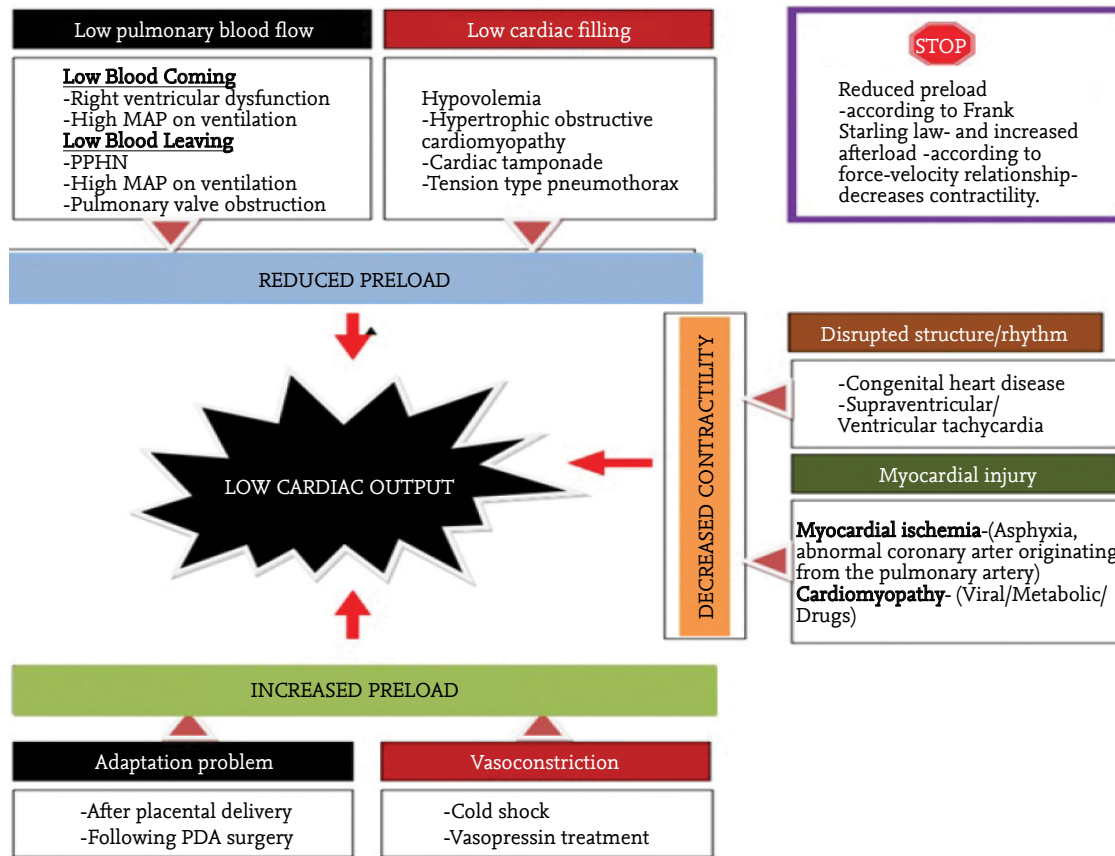 Low pulmonary blood flow
Low Blood Coming
-Right ventricular dysfunction
-High MAP on ventilation
Low Blood Leaving
-PPHN
-High MAP on ventilation
-Pulmonary valve obstruction
Low cardiac filling
Hypovolemia
-Hypertrophic obstructive
cardiomyopathy
-Cardiac tamponade
-Tension type pneumothorax
STOP
Reduced preload
-according to Frank
Starling law- and increased
afterload -according to
force-velocity relationship-
decreases contractility.
REDUCED PRELOAD
LOW CARDIAC OUTPUT
DECREASED CONTRACTILITY
Disrupted structure/rhythm
-Congenital heart disease
-Supraventricular/
Ventricular tachycardia
Myocardial injury
Myocardial ischemia-(Asphyxia,
abnormal coronary arter originating
from the pulmonary artery)
Cardiomyopathy- (Viral/Metabolic/
Drugs)
INCREASED PRELOAD
Adaptation problem
-After placental delivery
-Following PDA surgery
Vasoconstriction
-Cold shock
-Vasopressin treatment